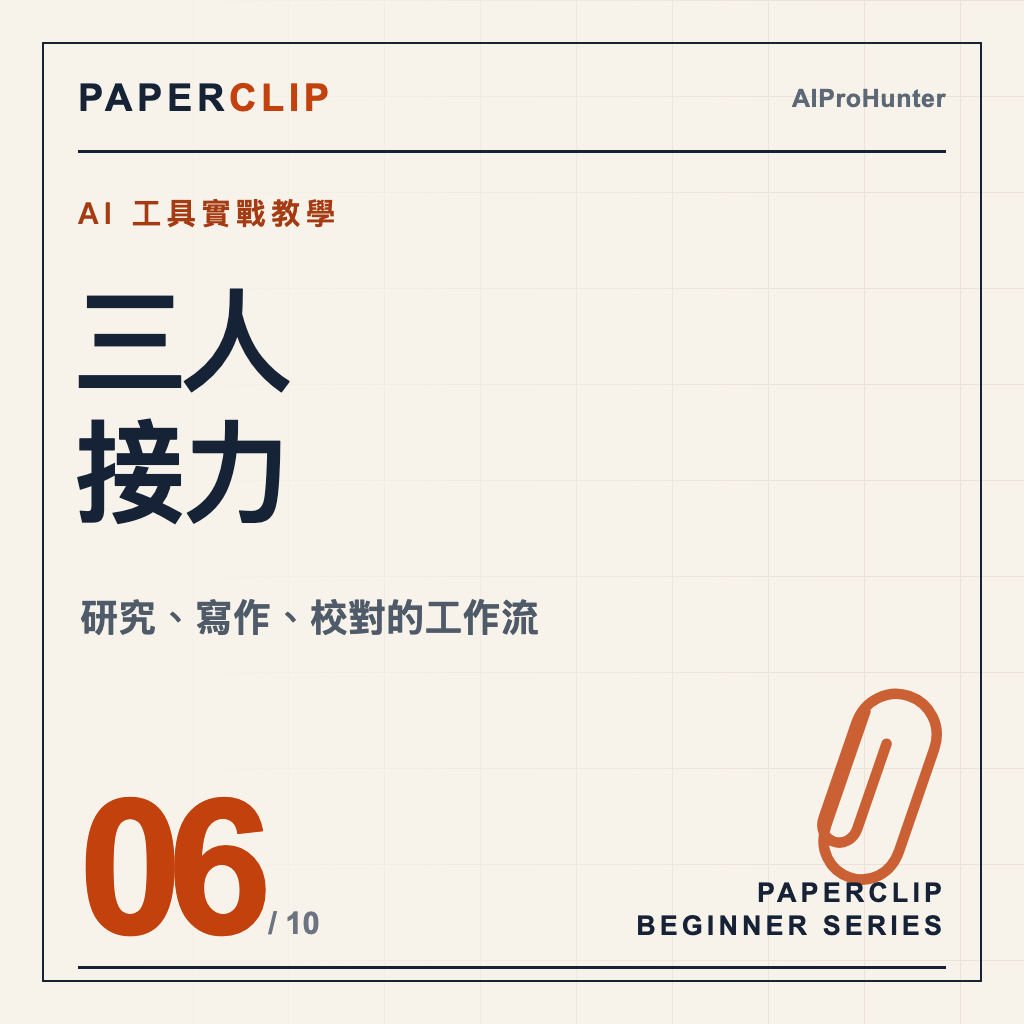 PAPERCLIP
AIProHunter
AI 工具實戰教學
三人
接力
研究、寫作、校對的工作流
06 / 10
PAPERCLIP
BEGINNER SERIES